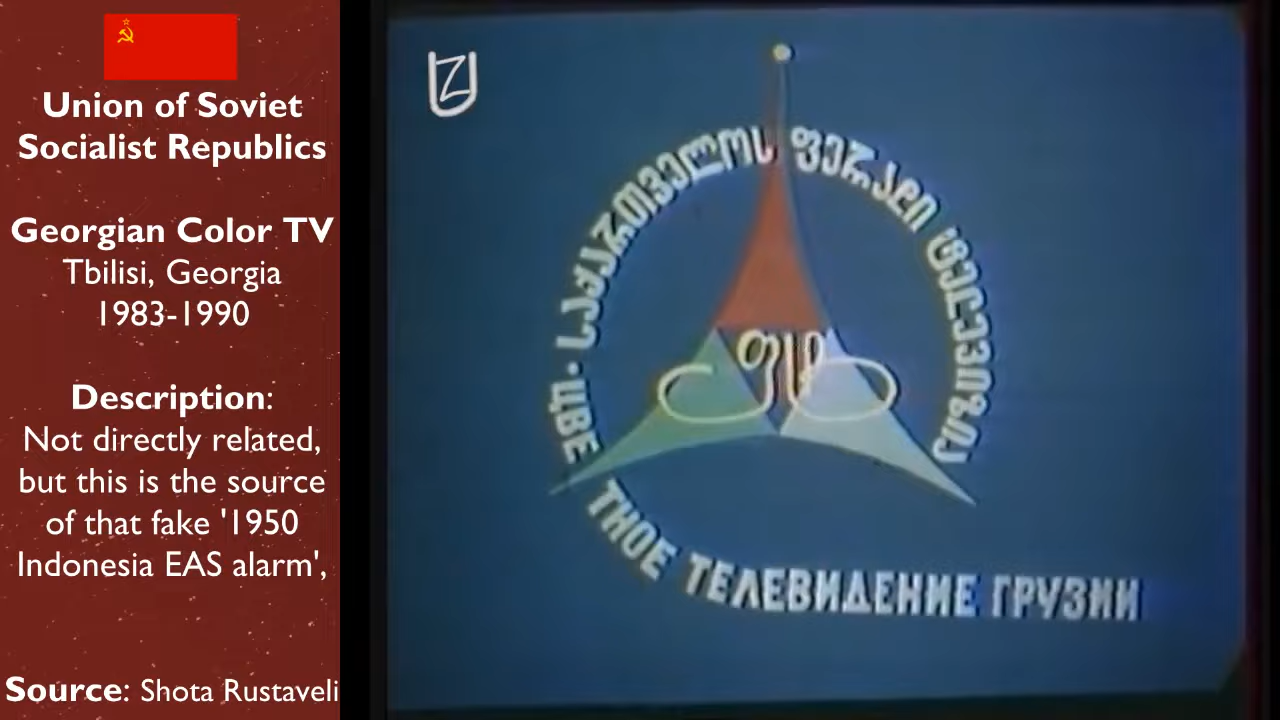 Union of Soviet
Socialist Republics
Georgian Color TV
Tbilisi, Georgia
1983-1990
Description:
Not directly related,
but this is the source
of that fake '1950
Indonesia EAS alarm',
Source: Shota Rustaveli
საქართველოს ფერადი ტელევიზია
ТНОЕ ТЕЛЕВИДЕНИЕ ГРУЗИИ